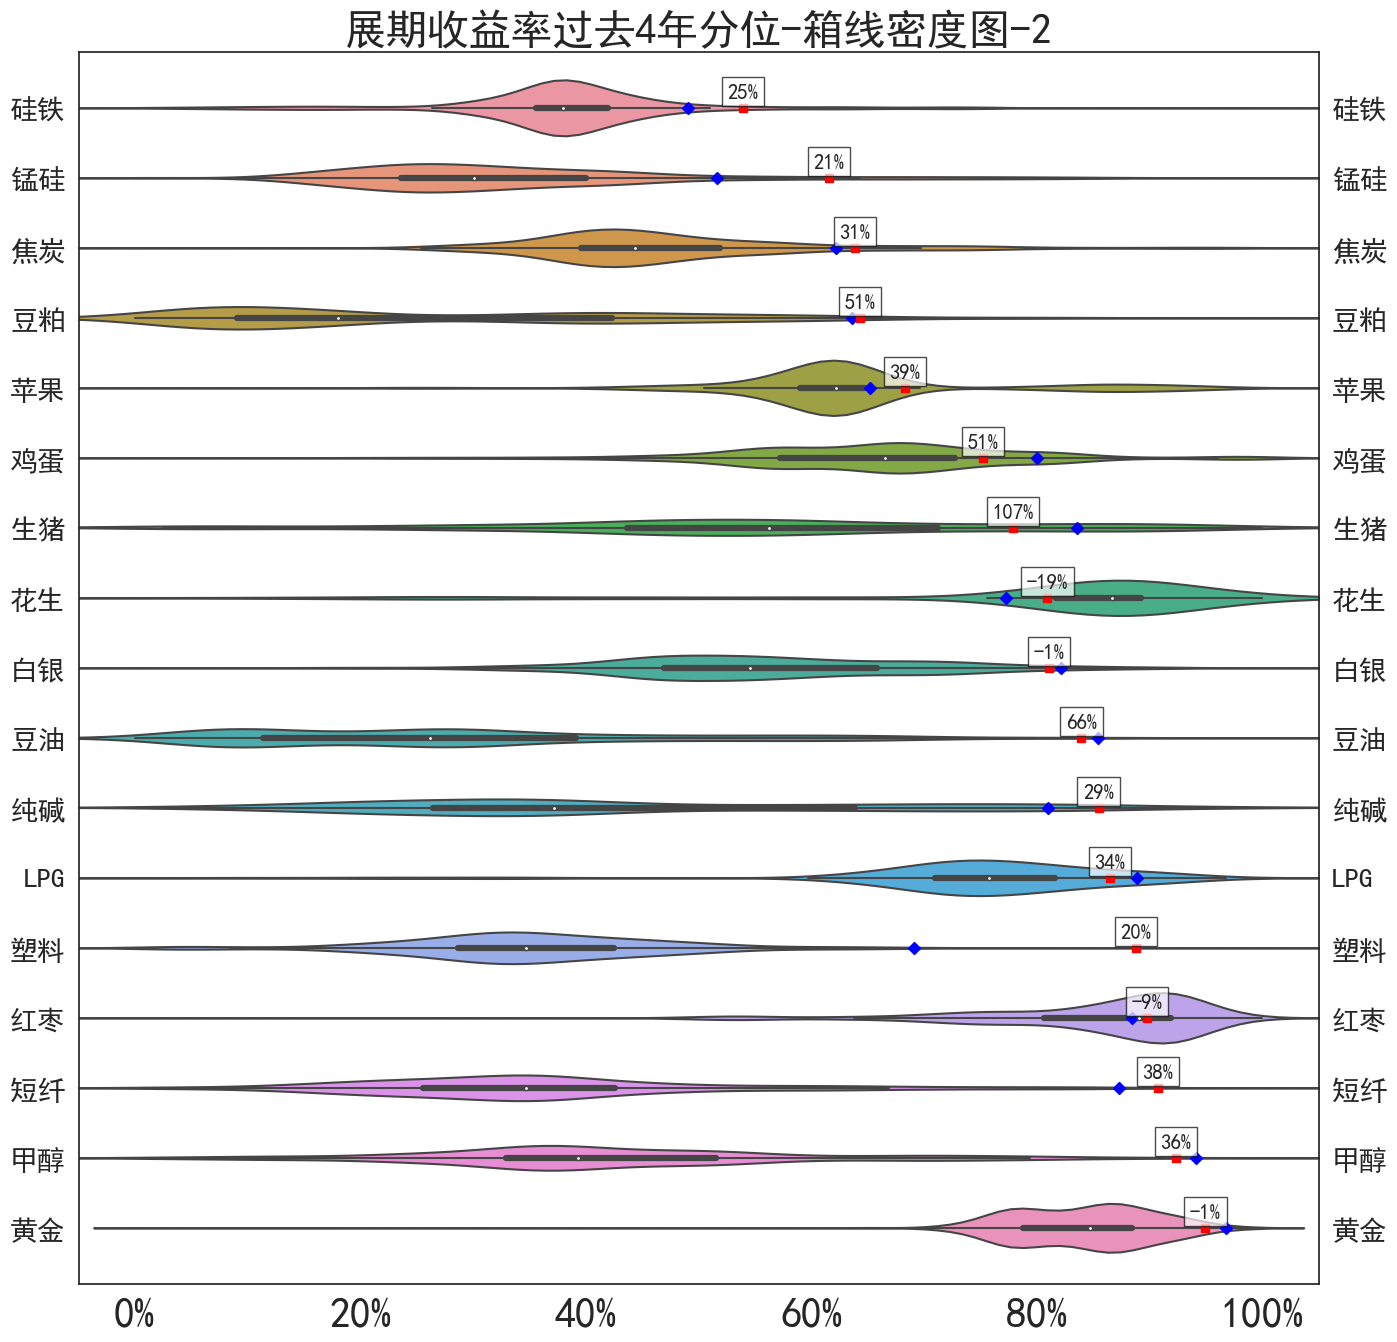 展期收益率过去4年分位-箱线密度图-2
硅铁 25% 硅铁
锰硅 21% 锰硅
焦炭 31% 焦炭
豆粕 51% 豆粕
苹果 39% 苹果
鸡蛋 51% 鸡蛋
生猪 107% 生猪
花生 -19% 花生
白银 -1% 白银
豆油 66% 豆油
纯碱 29% 纯碱
LPG 34% LPG
塑料 20% 塑料
红枣 -9% 红枣
短纤 38% 短纤
甲醇 36% 甲醇
黄金 -1% 黄金
0% 20% 40% 60% 80% 100%